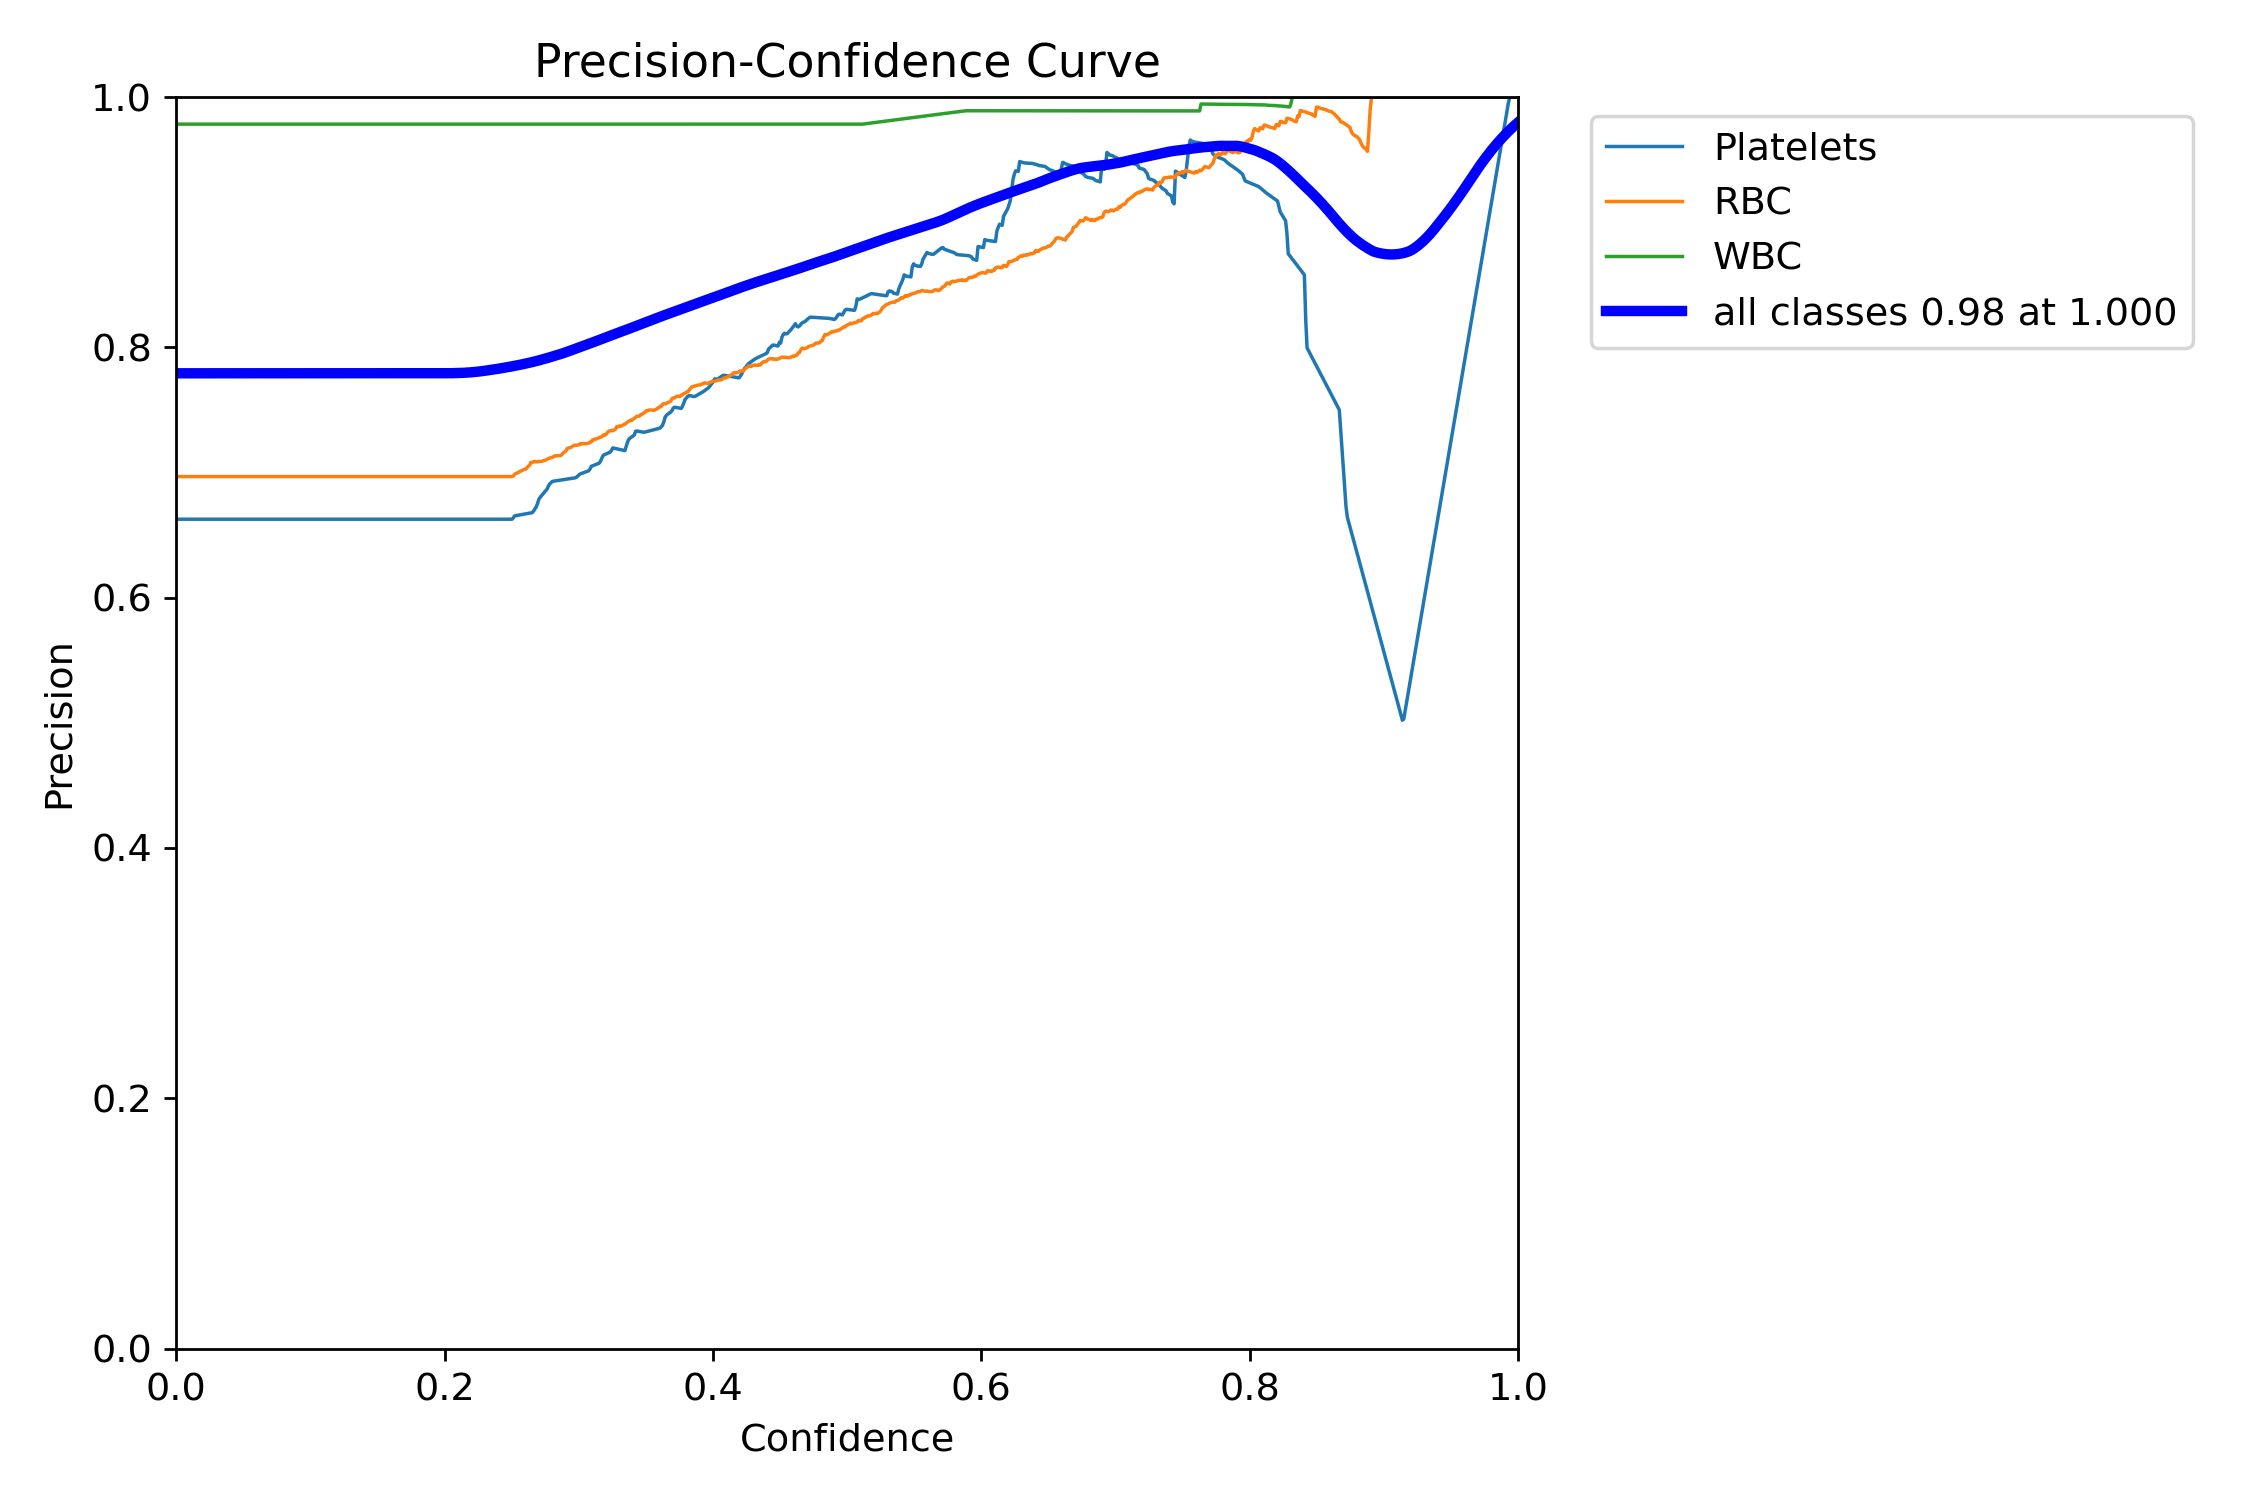 Precision-Confidence Curve
1.0
0.8
0.6
0.4
0.2
0.0
Precision
0.0 0.2 0.4 0.6 0.8 1.0
Confidence
Platelets
RBC
WBC
all classes 0.98 at 1.000